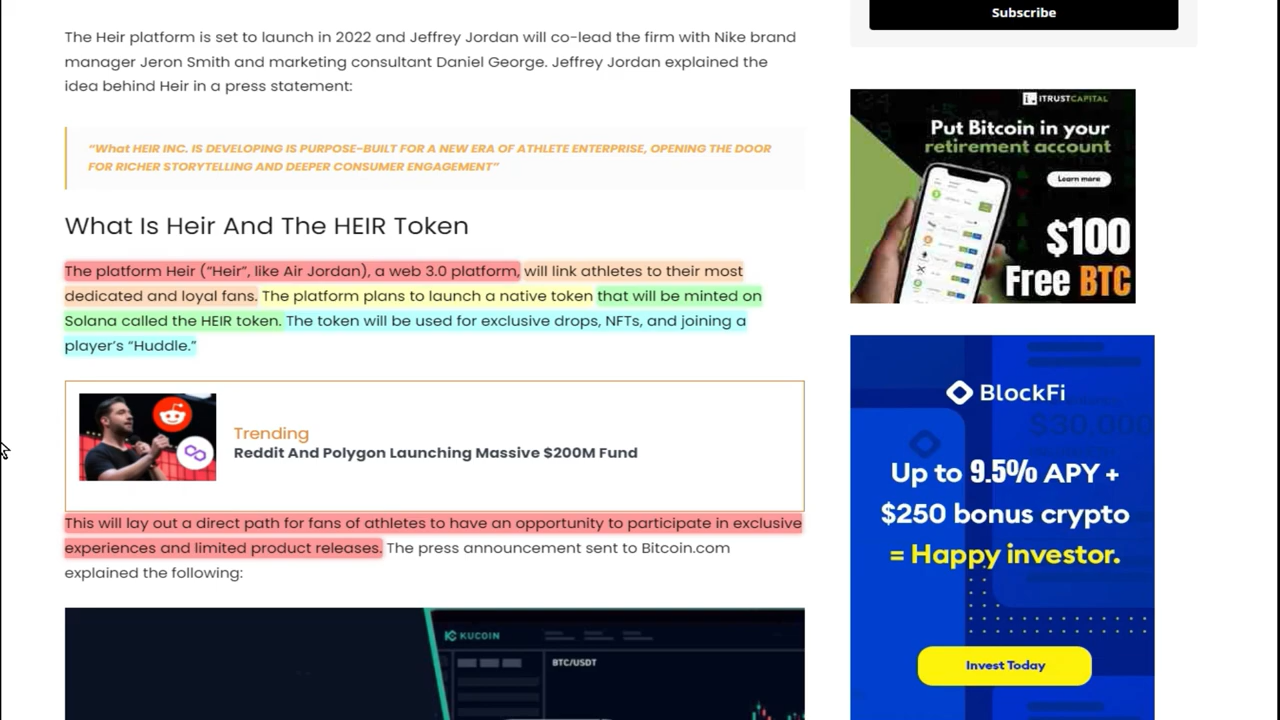 The Heir platform is set to launch in 2022 and Jeffrey Jordan will co-lead the firm with Nike brand
manager Jeron Smith and marketing consultant Daniel George. Jeffrey Jordan explained the
idea behind Heir in a press statement:
“What HEIR INC. IS DEVELOPING IS PURPOSE-BUILT FOR A NEW ERA OF ATHLETE ENTERPRISE, OPENING THE DOOR
FOR RICHER STORYTELLING AND DEEPER CONSUMER ENGAGEMENT”
What Is Heir And The HEIR Token
The platform Heir (“Heir”, like Air Jordan), a web 3.0 platform, will link athletes to their most
dedicated and loyal fans. The platform plans to launch a native token that will be minted on
Solana called the HEIR token. The token will be used for exclusive drops, NFTs, and joining a
player’s “Huddle.”
Trending
Reddit And Polygon Launching Massive $200M Fund
This will lay out a direct path for fans of athletes to have an opportunity to participate in exclusive
experiences and limited product releases. The press announcement sent to Bitcoin.com
explained the following:
KUCOIN
BTC/USDT
Subscribe
ITRUSTCAPITAL
Put Bitcoin in your
retirement account
Learn more
$100
Free BTC
BlockFi
$30,000
Up to 9.5% APY +
$250 bonus crypto
= Happy investor.
Invest Today